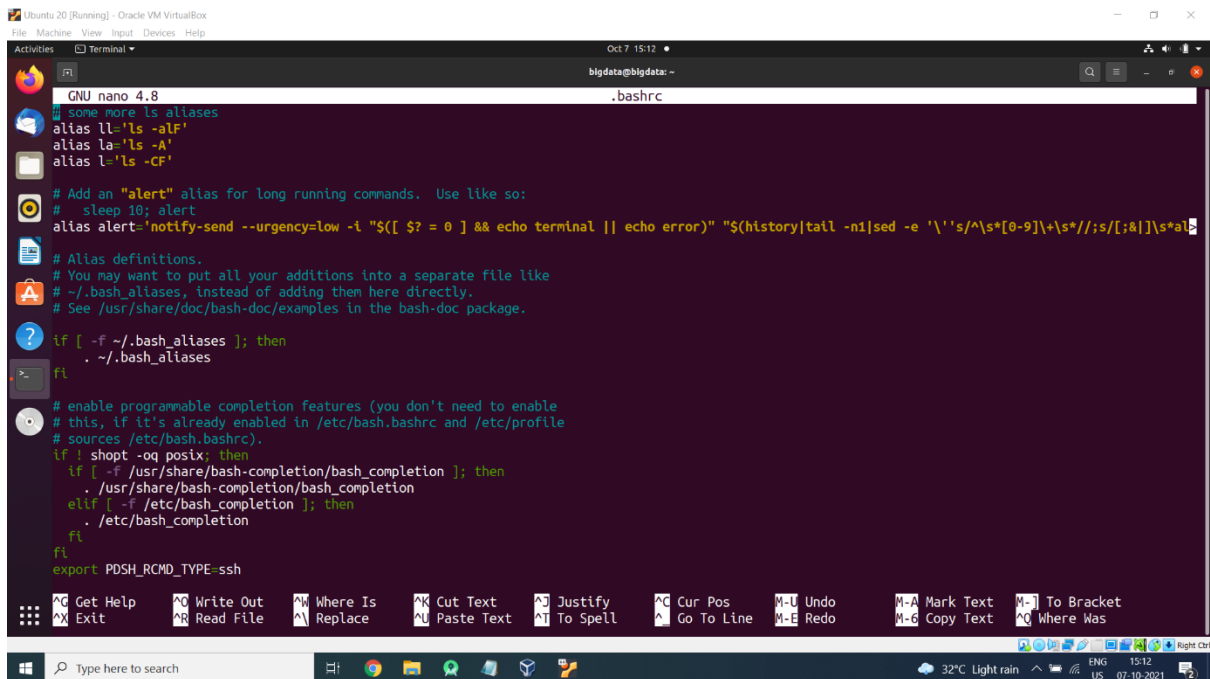 Ubuntu 20 [Running] - Oracle VM VirtualBox
File Machine View Input Devices Help
Activities Terminal Oct 7 15:12
bigdata@bigdata: ~
GNU nano 4.8 .bashrc
# some more ls aliases
alias ll='ls -alF'
alias la='ls -A'
alias l='ls -CF'
# Add an "alert" alias for long running commands.  Use like so:
#   sleep 10; alert
alias alert='notify-send --urgency=low -i "$([ $? = 0 ] && echo terminal || echo error)" "$(history|tail -n1|sed -e '\''s/^\s*[0-9]\+\s*//;s/[;&|]\s*al>
# Alias definitions.
# You may want to put all your additions into a separate file like
# ~/.bash_aliases, instead of adding them here directly.
# See /usr/share/doc/bash-doc/examples in the bash-doc package.
if [ -f ~/.bash_aliases ]; then
    . ~/.bash_aliases
fi
# enable programmable completion features (you don't need to enable
# this, if it's already enabled in /etc/bash.bashrc and /etc/profile
# sources /etc/bash.bashrc).
if ! shopt -oq posix; then
  if [ -f /usr/share/bash-completion/bash_completion ]; then
    . /usr/share/bash-completion/bash_completion
  elif [ -f /etc/bash_completion ]; then
    . /etc/bash_completion
  fi
fi
export PDSH_RCMD_TYPE=ssh
^G Get Help ^O Write Out ^W Where Is ^K Cut Text ^J Justify ^C Cur Pos M-U Undo M-A Mark Text M-] To Bracket
^X Exit ^R Read File ^\ Replace ^U Paste Text ^T To Spell ^_ Go To Line M-E Redo M-6 Copy Text ^Q Where Was
Right Ctrl
Type here to search 32°C Light rain ENG US 15:12 07-10-2021 2